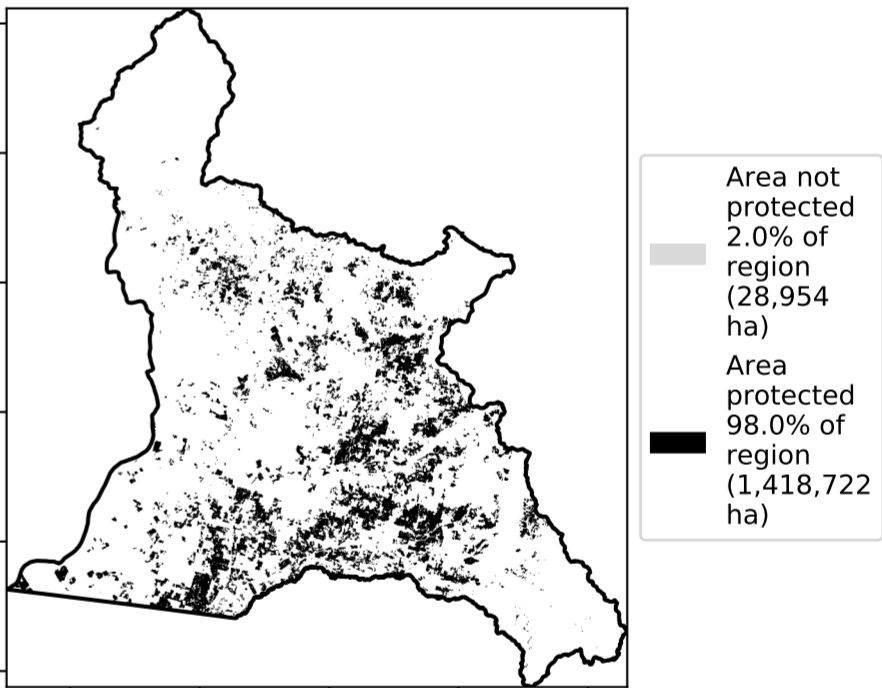 Area not
protected
2.0% of
region
(28,954
ha)
Area
protected
98.0% of
region
(1,418,722
ha)